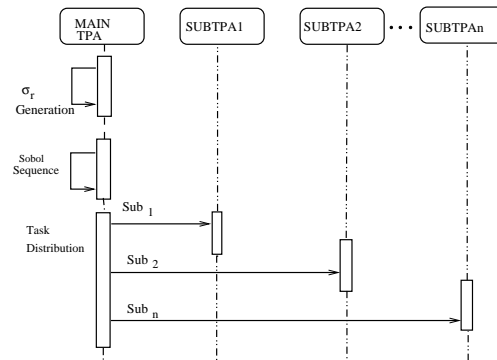 MAIN
TPA
SUBTPA1
SUBTPA2
SUBTPAn
σr
Generation
Sobol
Sequence
Sub 1
Task
Distribution
Sub 2
Sub n